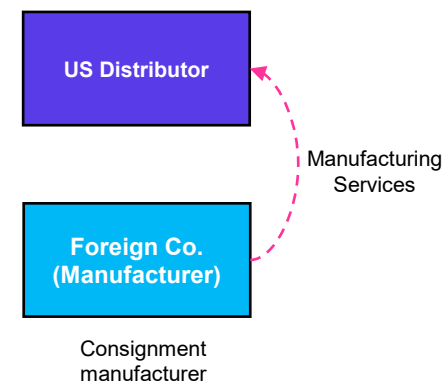 US Distributor
Manufacturing
Services
Foreign Co.
(Manufacturer)
Consignment
manufacturer